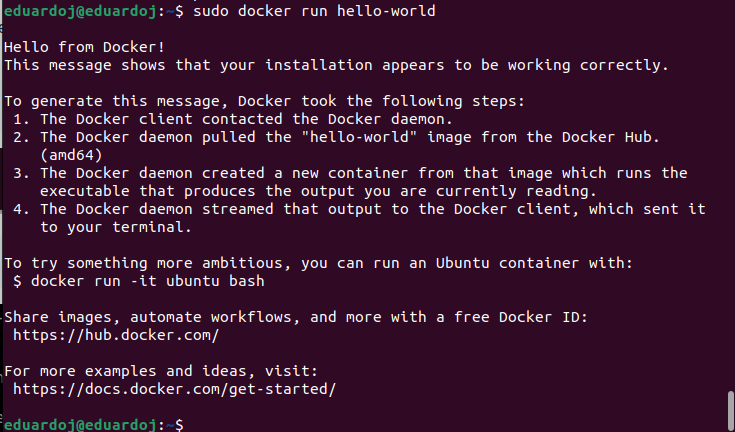 eduardoj@eduardoj:~$ sudo docker run hello-world
Hello from Docker!
This message shows that your installation appears to be working correctly.
To generate this message, Docker took the following steps:
1. The Docker client contacted the Docker daemon.
2. The Docker daemon pulled the "hello-world" image from the Docker Hub.
(amd64)
3. The Docker daemon created a new container from that image which runs the
executable that produces the output you are currently reading.
4. The Docker daemon streamed that output to the Docker client, which sent it
to your terminal.
To try something more ambitious, you can run an Ubuntu container with:
$ docker run -it ubuntu bash
Share images, automate workflows, and more with a free Docker ID:
https://hub.docker.com/
For more examples and ideas, visit:
https://docs.docker.com/get-started/
eduardoj@eduardoj:~$